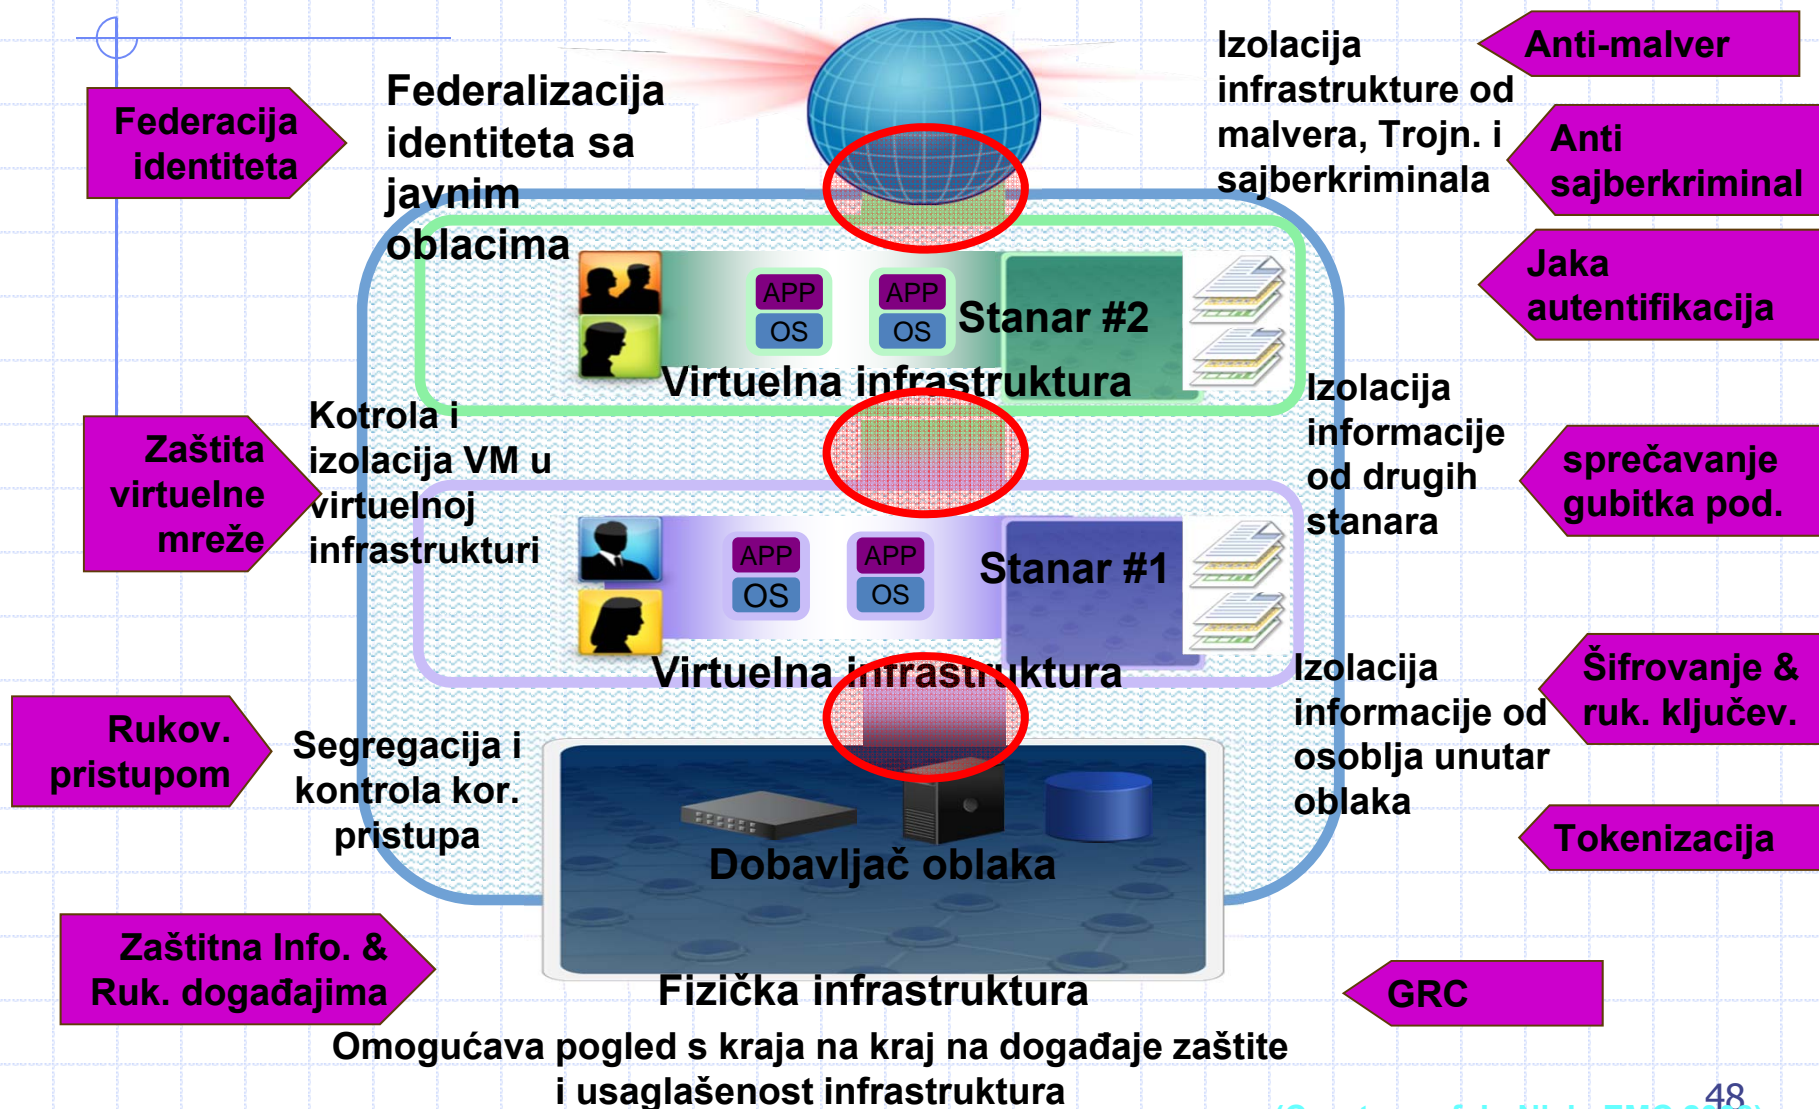 Federacija
identiteta
Federalizacija
identiteta sa
javnim
oblacima
Izolacija
infrastrukture od
malvera, Trojn. i
sajberkriminala
Anti-malver
Anti
sajberkriminal
Jaka
autentifikacija
APP
OS
APP
OS
Stanar #2
Virtuelna infrastruktura
Zaštita
virtuelne
mreže
Kotrola i
izolacija VM u
virtuelnoj
infrastrukturi
Izolacija
informacije
od drugih
stanara
sprečavanje
gubitka pod.
APP
OS
APP
OS
Stanar #1
Virtuelna infrastruktura
Rukov.
pristupom
Segregacija i
kontrola kor.
pristupa
Izolacija
informacije od
osoblja unutar
oblaka
Šifrovanje &
ruk. ključev.
Tokenizacija
Dobavljač oblaka
Zaštitna Info. &
Ruk. događajima
Fizička infrastruktura
GRC
Omogućava pogled s kraja na kraj na događaje zaštite
i usaglašenost infrastruktura
48